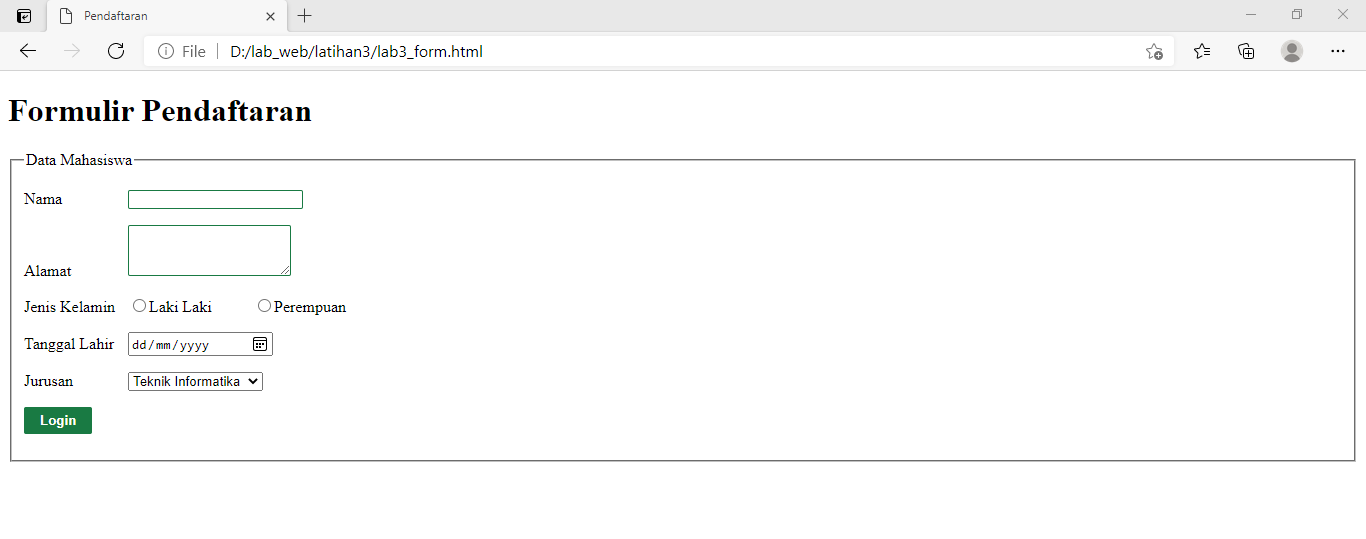 Pendaftaran
File D:/lab_web/latihan3/lab3_form.html
Formulir Pendaftaran
Data Mahasiswa
Nama
Alamat
Jenis Kelamin Laki Laki Perempuan
Tanggal Lahir dd/mm/yyyy
Jurusan Teknik Informatika
Login